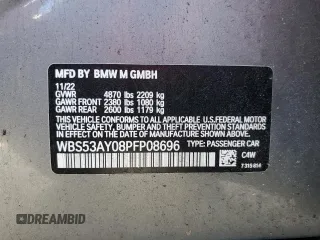 MFD BY BMW M GMBH
11/22
GVWR 4870 lbs 2209 kg
GAWR FRONT 2380 lbs 1080 kg
GAWR REAR 2600 lbs 1179 kg
THIS VEHICLE CONFORMS TO ALL APPLICABLE FEDERAL MOTOR VEHICLE SAFETY, BUMPER, AND THEFT PREVENTION STANDARDS IN EFFECT ON THE DATE OF MANUFACTURE SHOWN ABOVE.
WBS53AY08PFP08696 TYPE: PASSENGER CAR
C4W
DREAMBID